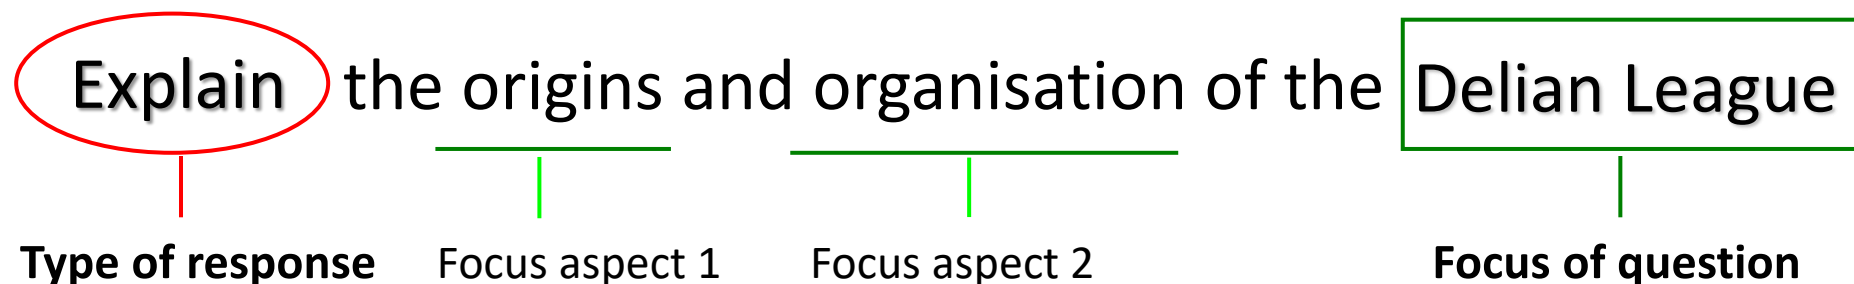 Explain the origins and organisation of the Delian League
Type of response Focus aspect 1 Focus aspect 2 Focus of question